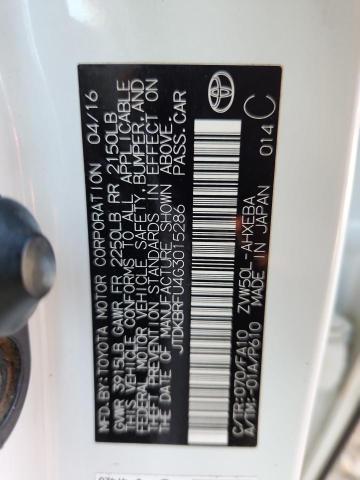 MFD. BY: TOYOTA MOTOR CORPORATION 04/16
GVWR 3915LB GAWR FR 2250LB RR 2150LB
THIS VEHICLE CONFORMS TO ALL APPLICABLE
FEDERAL MOTOR VEHICLE SAFETY, BUMPER, AND
THEFT PREVENTION STANDARDS IN EFFECT ON
THE DATE OF MANUFACTURE SHOWN ABOVE.
JTDKBRFU4G3015286 PASS.CAR
C/TR:070/FA10 ZVW50L-AHXEBA
A/TM:-01A/P610 MADE IN JAPAN
014
C
TOYOTA